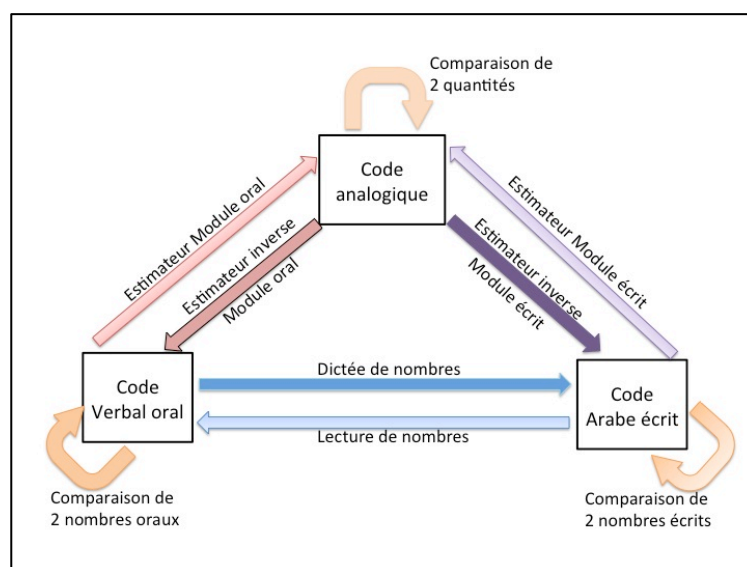 Comparaison de
2 quantités
Code
analogique
Estimateur Module oral
Estimateur inverse
Module oral
Estimateur inverse
Module écrit
Estimateur Module écrit
Code
Verbal oral
Dictée de nombres
Lecture de nombres
Code
Arabe écrit
Comparaison de
2 nombres oraux
Comparaison de
2 nombres écrits